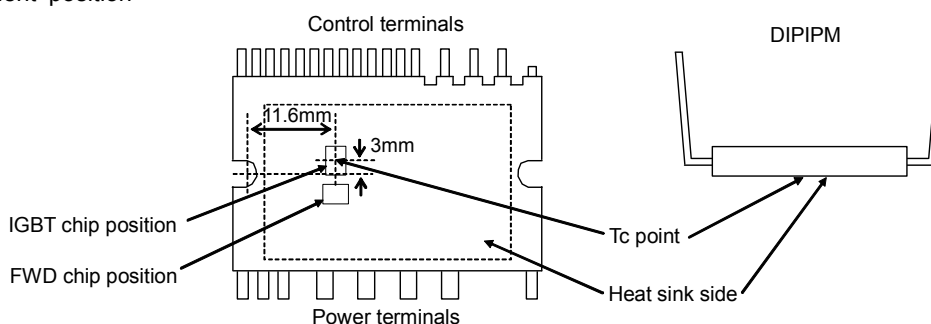 position
Control terminals
DIPIPM
11.6mm
3mm
IGBT chip position
Tc point
FWD chip position
Heat sink side
Power terminals